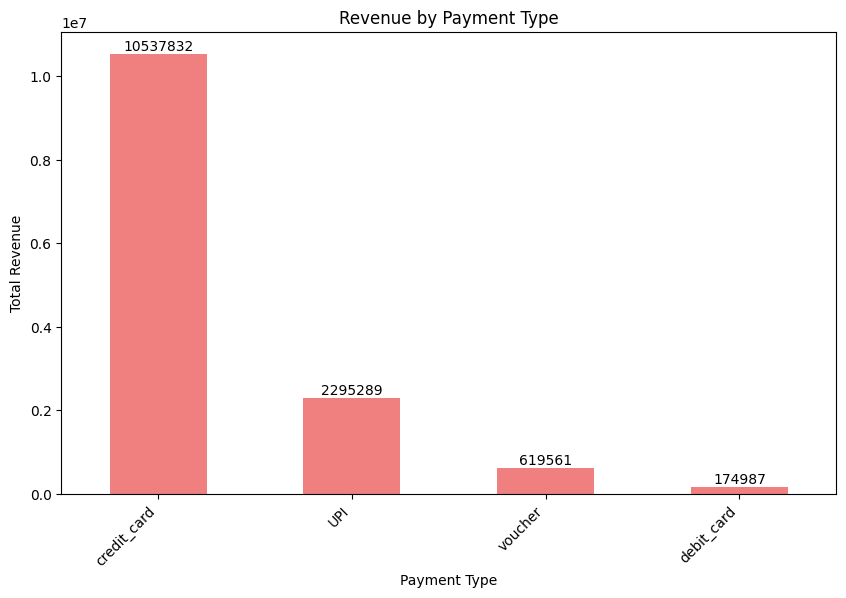 Revenue by Payment Type
1e7
1.0
0.8
0.6
0.4
0.2
0.0
Total Revenue
10537832
2295289
619561
174987
credit_card
UPI
voucher
debit_card
Payment Type